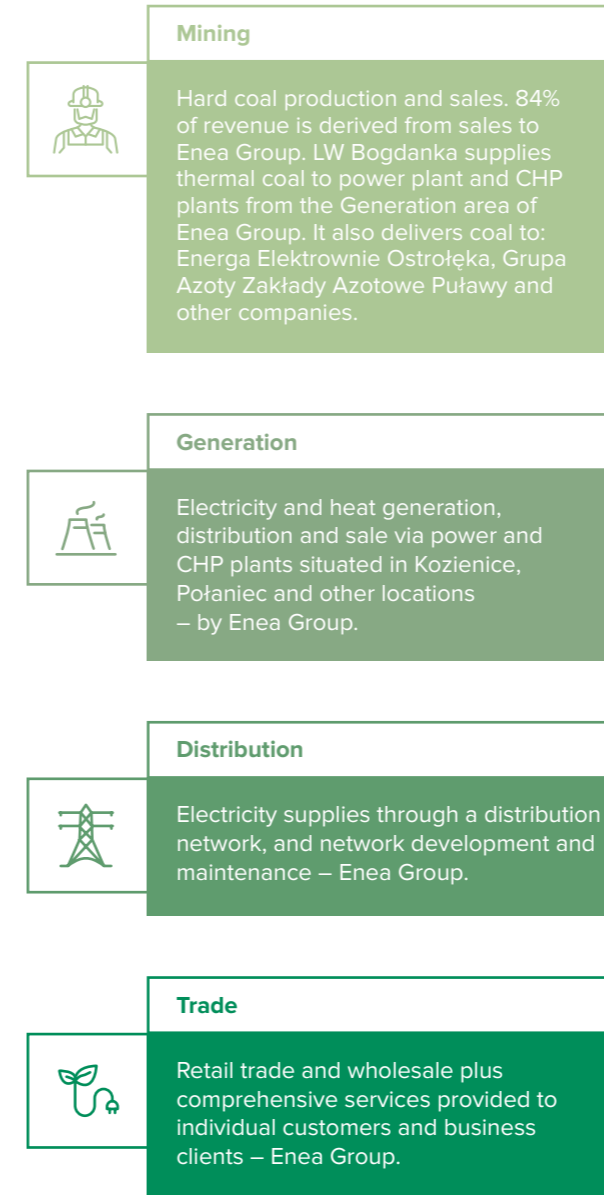 Mining
Hard coal production and sales. 84%
of revenue is derived from sales to
Enea Group. LW Bogdanka supplies
thermal coal to power plant and CHP
plants from the Generation area of
Enea Group. It also delivers coal to:
Energa Elektrownie Ostrołęka, Grupa
Azoty Zakłady Azotowe Puławy and
other companies.
Generation
Electricity and heat generation,
distribution and sale via power and
CHP plants situated in Kozienice,
Połaniec and other locations
– by Enea Group.
Distribution
Electricity supplies through a distribution
network, and network development and
maintenance – Enea Group.
Trade
Retail trade and wholesale plus
comprehensive services provided to
individual customers and business
clients – Enea Group.